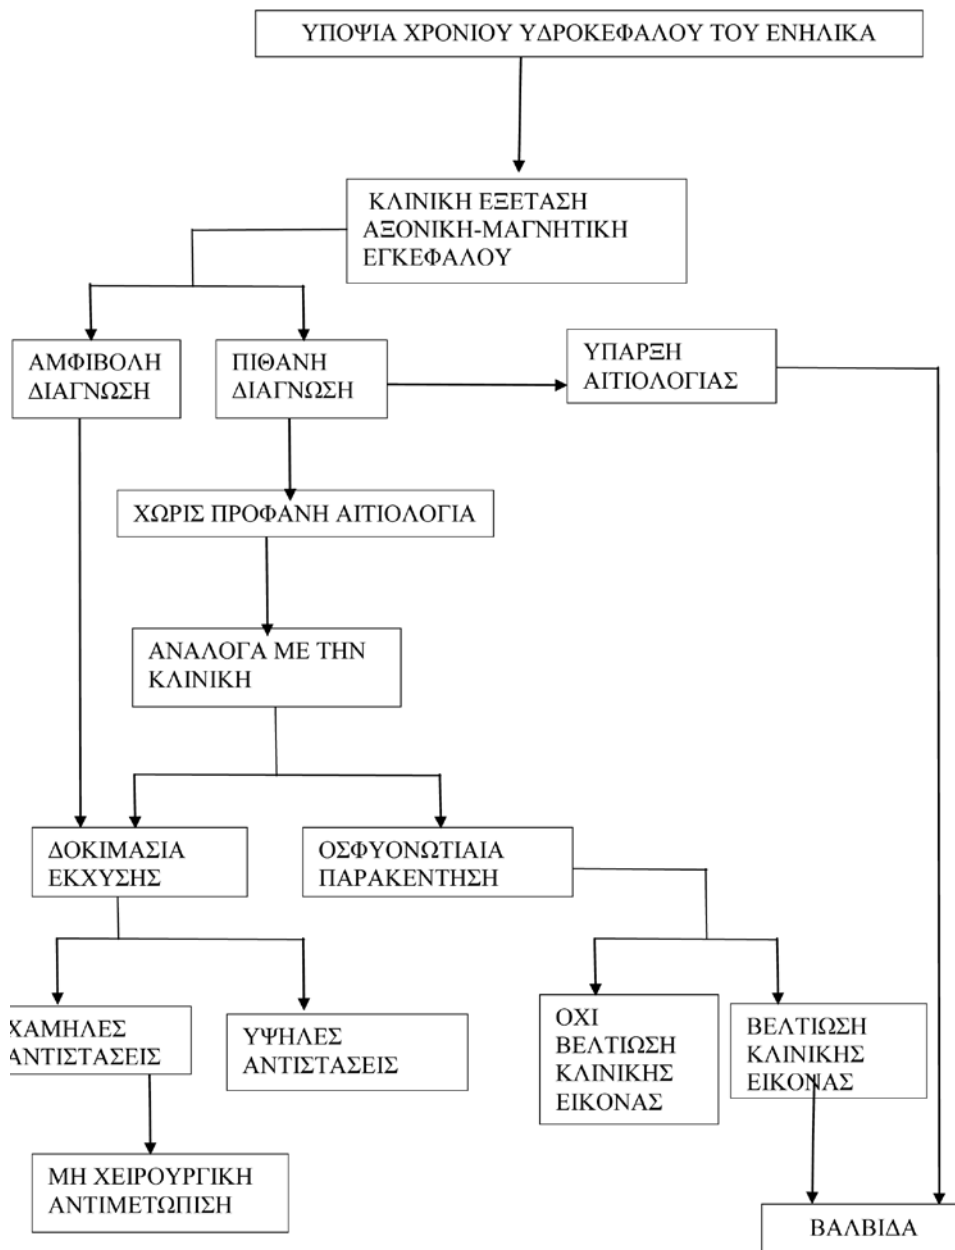 ΥΠΟΨΙΑ ΧΡΟΝΙΟΥ ΥΔΡΟΚΕΦΑΛΟΥ ΤΟΥ ΕΝΗΛΙΚΑ
ΚΛΙΝΙΚΗ ΕΞΕΤΑΣΗ
ΑΞΟΝΙΚΗ-ΜΑΓΝΗΤΙΚΗ
ΕΓΚΕΦΑΛΟΥ
ΑΜΦΙΒΟΛΗ
ΔΙΑΓΝΩΣΗ
ΠΙΘΑΝΗ
ΔΙΑΓΝΩΣΗ
ΥΠΑΡΞΗ
ΑΙΤΙΟΛΟΓΙΑΣ
ΧΩΡΙΣ ΠΡΟΦΑΝΗ ΑΙΤΙΟΛΟΓΙΑ
ΑΝΑΛΟΓΑ ΜΕ ΤΗΝ
ΚΛΙΝΙΚΗ
ΔΟΚΙΜΑΣΙΑ
ΕΚΧΥΣΗΣ
ΟΣΦΥΟΝΩΤΙΑΙΑ
ΠΑΡΑΚΕΝΤΗΣΗ
ΧΑΜΗΛΕΣ
ΑΝΤΙΣΤΑΣΕΙΣ
ΥΨΗΛΕΣ
ΑΝΤΙΣΤΑΣΕΙΣ
ΟΧΙ
ΒΕΛΤΙΩΣΗ
ΚΛΙΝΙΚΗΣ
ΕΙΚΟΝΑΣ
ΒΕΛΤΙΩΣΗ
ΚΛΙΝΙΚΗΣ
ΕΙΚΟΝΑΣ
ΜΗ ΧΕΙΡΟΥΡΓΙΚΗ
ΑΝΤΙΜΕΤΩΠΙΣΗ
ΒΑΛΒΙΔΑ